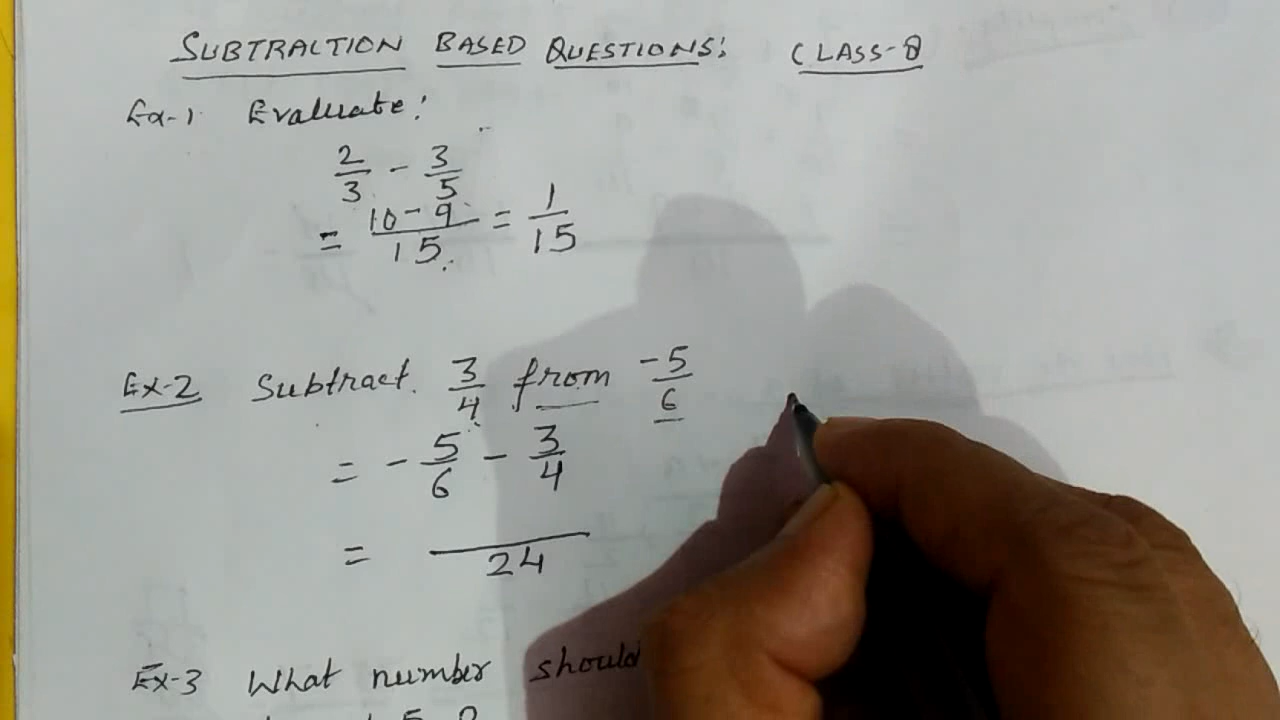 SUBTRACTION BASED QUESTIONS: CLASS-8
Ex-1 Evaluate:
2/3 - 3/5
= 10-9/15 = 1/15
Ex-2 Subtract 3/4 from -5/6
= -5/6 - 3/4
= /24
Ex-3 What number should